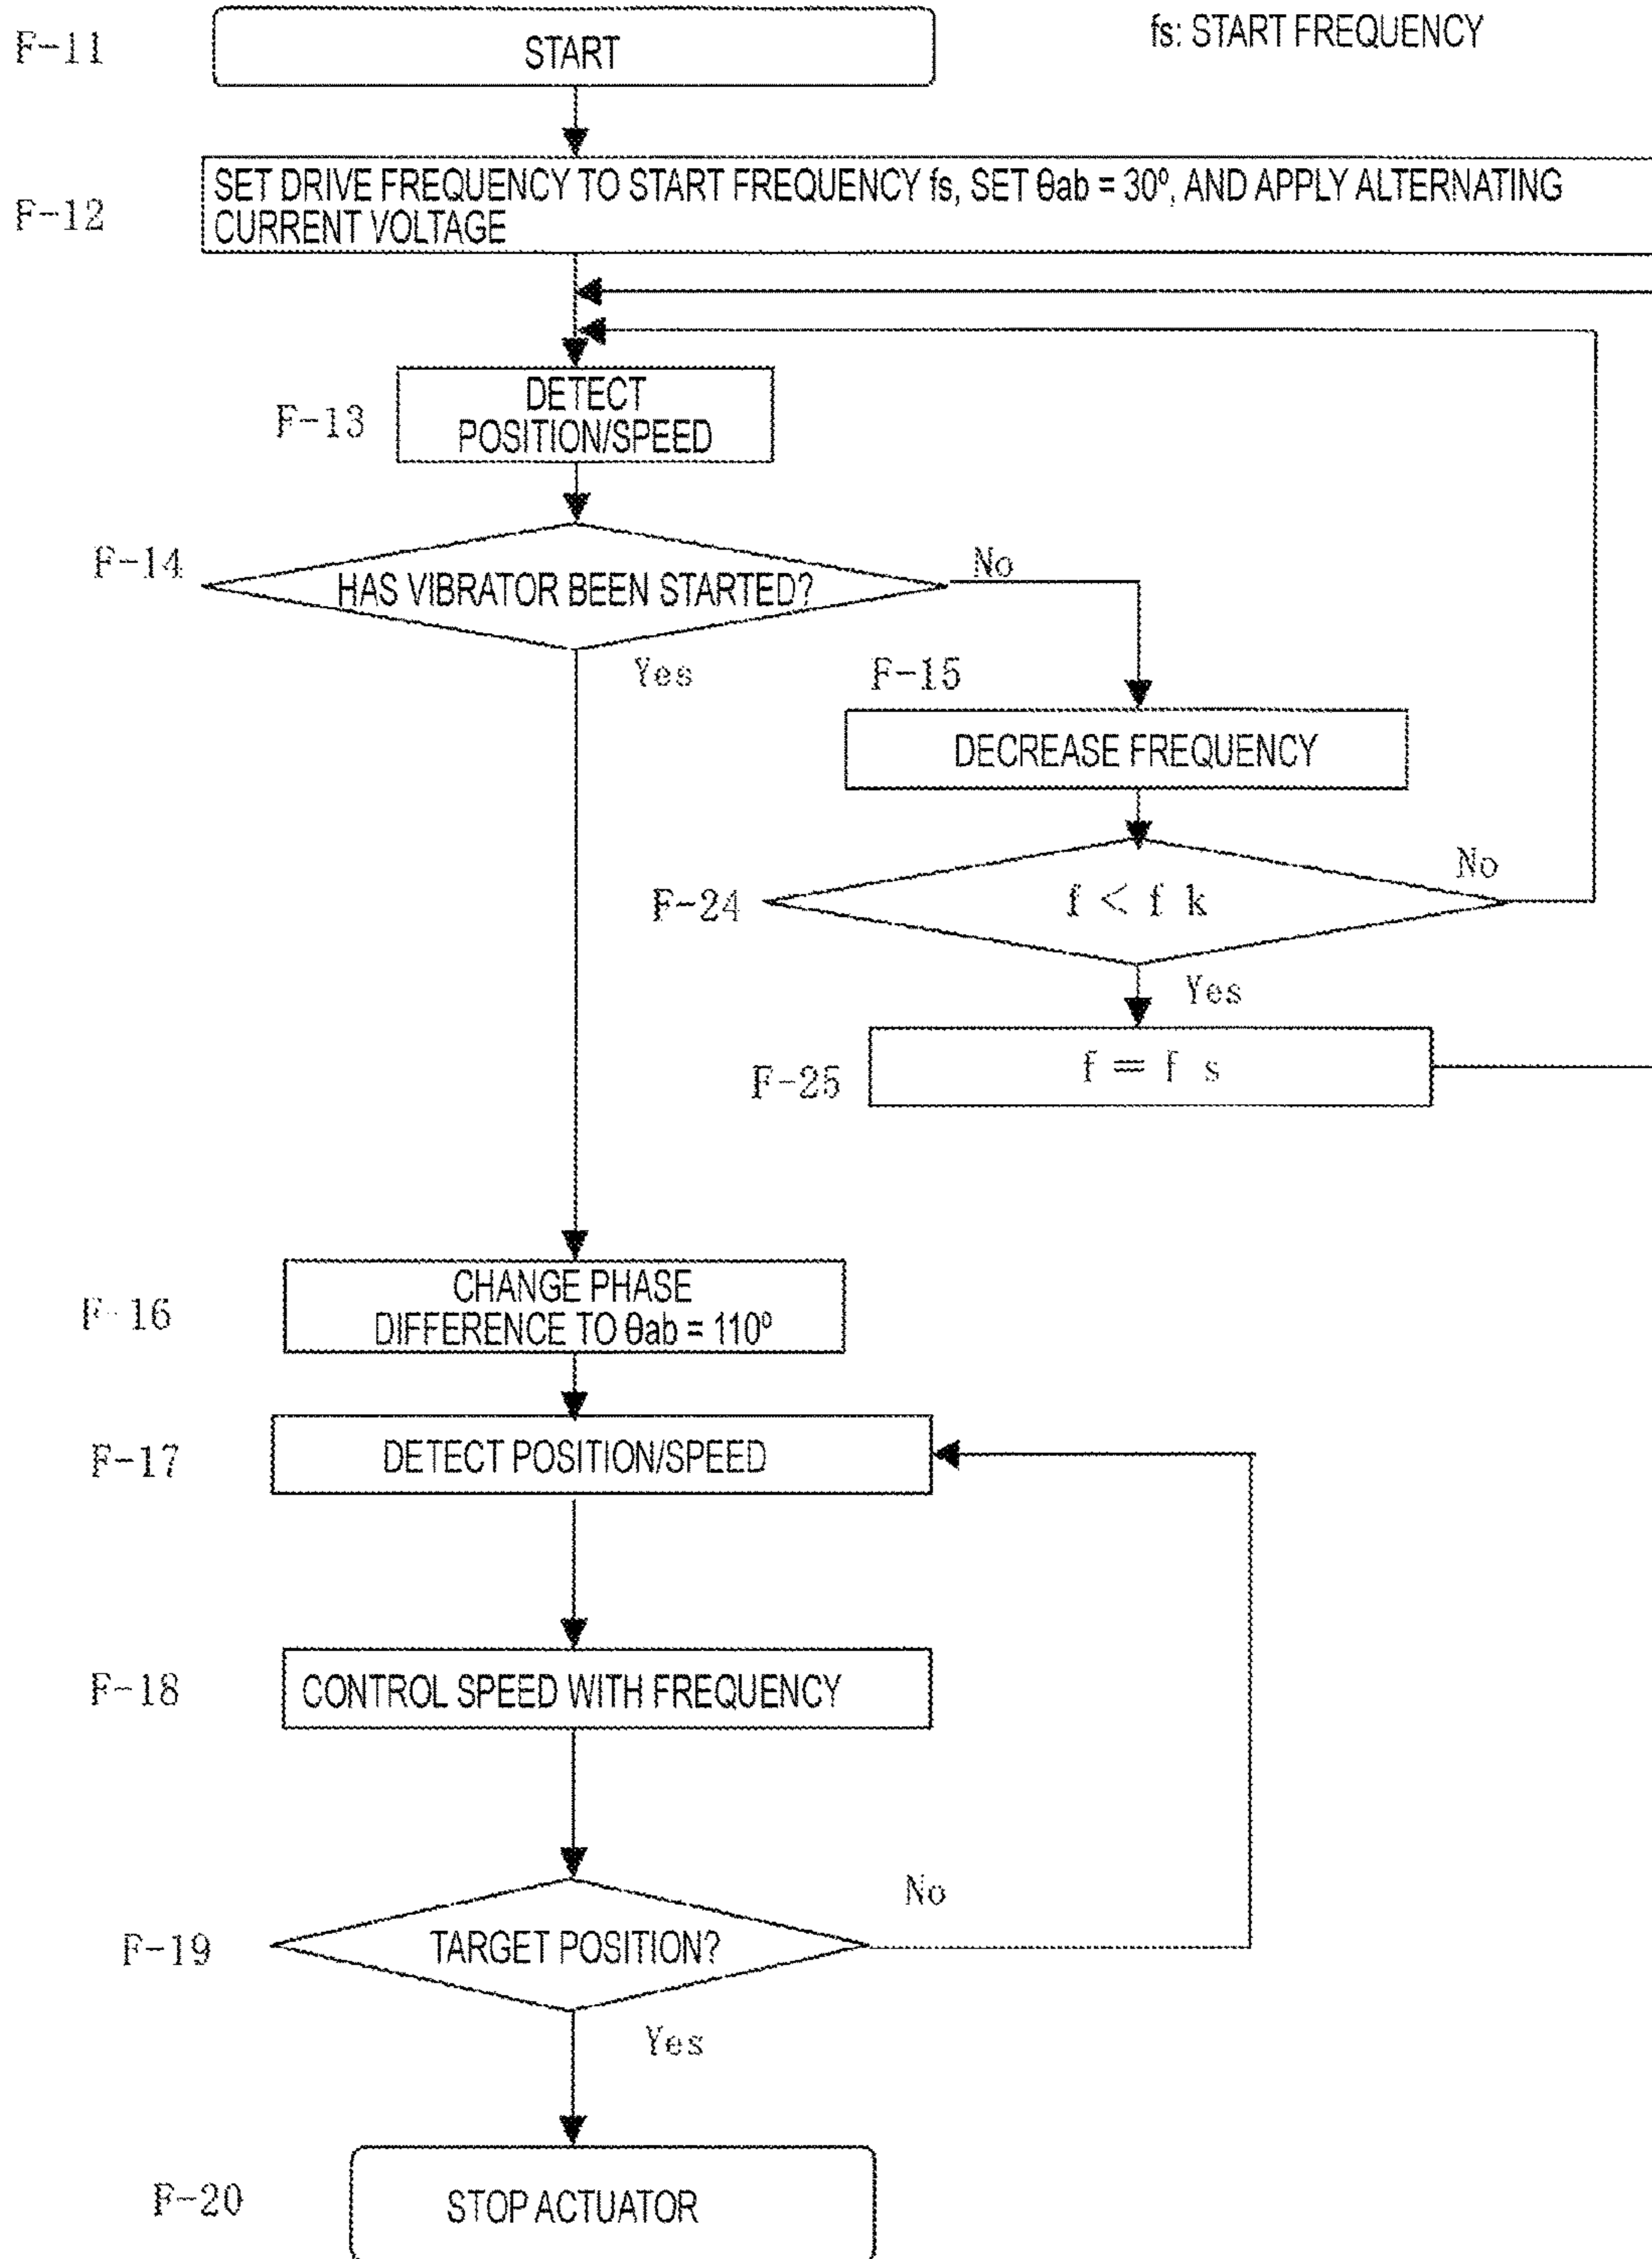 F-11
START
fs: START FREQUENCY
F-12
SET DRIVE FREQUENCY TO START FREQUENCY fs, SET θab = 30º, AND APPLY ALTERNATING
CURRENT VOLTAGE
F-13
DETECT
POSITION/SPEED
F-14
HAS VIBRATOR BEEN STARTED?
No
Yes
F-15
DECREASE FREQUENCY
F-24
f < f k
No
Yes
F-25
f = f s
F-16
CHANGE PHASE
DIFFERENCE TO θab = 110º
F-17
DETECT POSITION/SPEED
F-18
CONTROL SPEED WITH FREQUENCY
F-19
TARGET POSITION?
No
Yes
F-20
STOP ACTUATOR